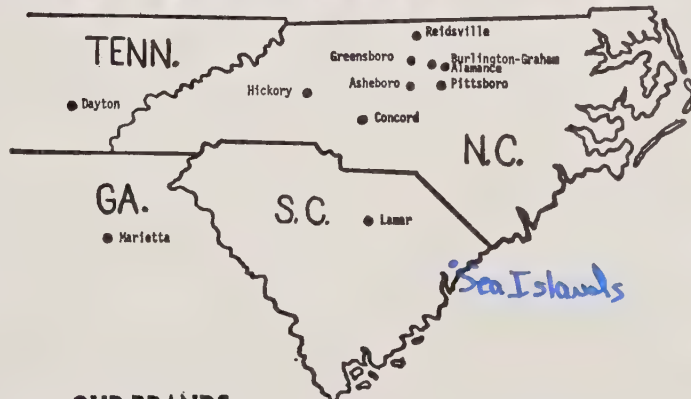 TENN.
Reidsville
Greensboro
Burlington-Graham
Alamance
Dayton
Hickory
Asheboro
Pittsboro
Concord
N.C.
GA.
S.C.
Lamar
Marietta
Sea Islands
OUR BRANDS